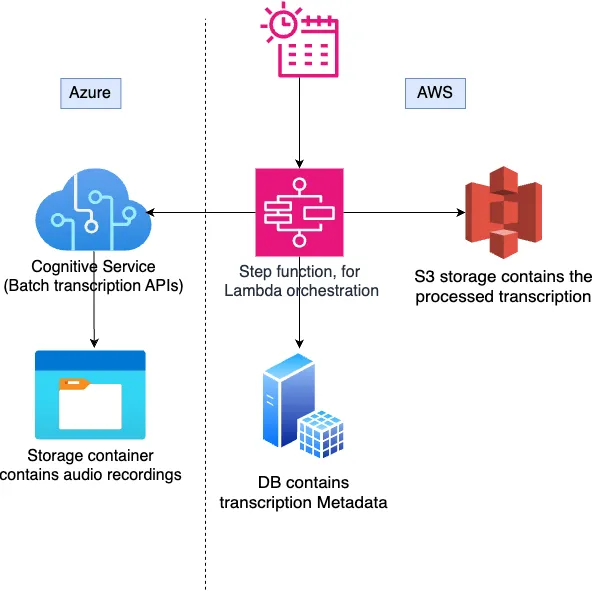 Azure
AWS
Cognitive Service
(Batch transcription APIs)
Step function, for
Lambda orchestration
S3 storage contains the
processed transcription
Storage container
contains audio recordings
DB contains
transcription Metadata